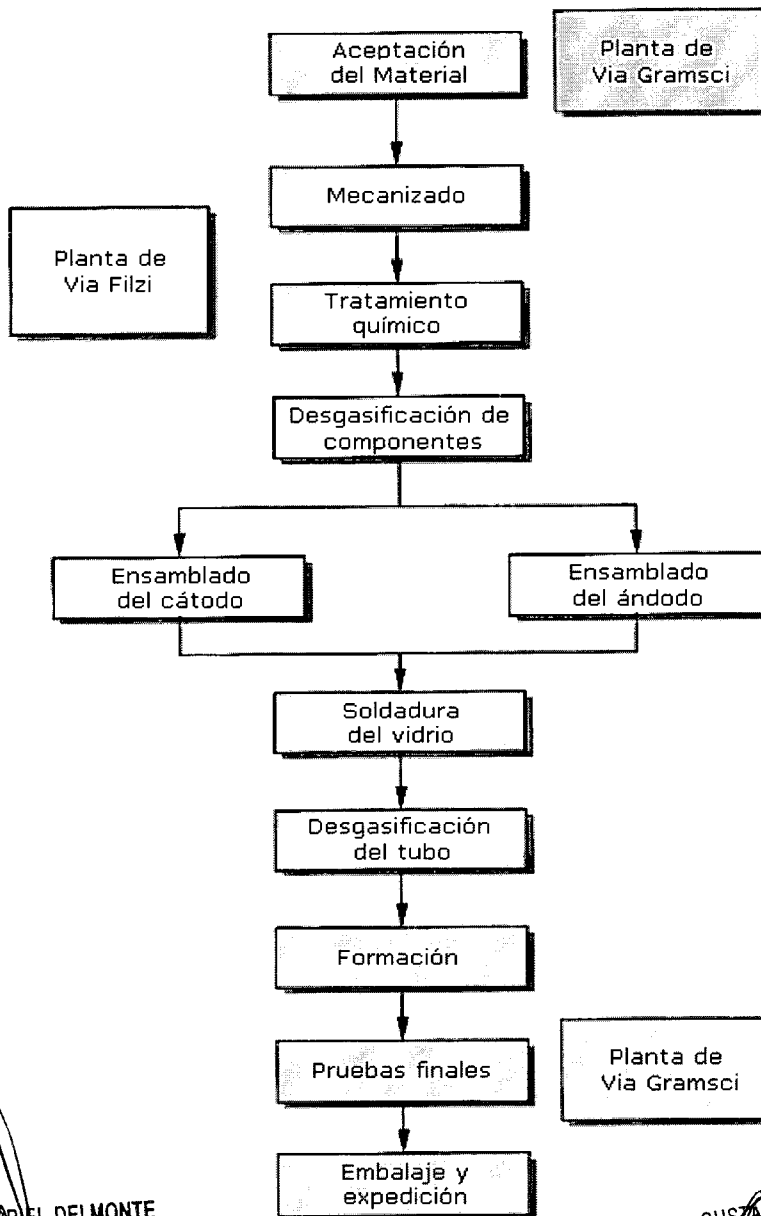 Aceptación
del Material
Planta de
Via Gramsci
Mecanizado
Planta de
Via Filzi
Tratamiento
químico
Desgasificación de
componentes
Ensamblado
del cátodo
Ensamblado
del ándodo
Soldadura
del vidrio
Desgasificación
del tubo
Formación
Pruebas finales
Planta de
Via Gramsci
Embalaje y
expedición
DELMONTE